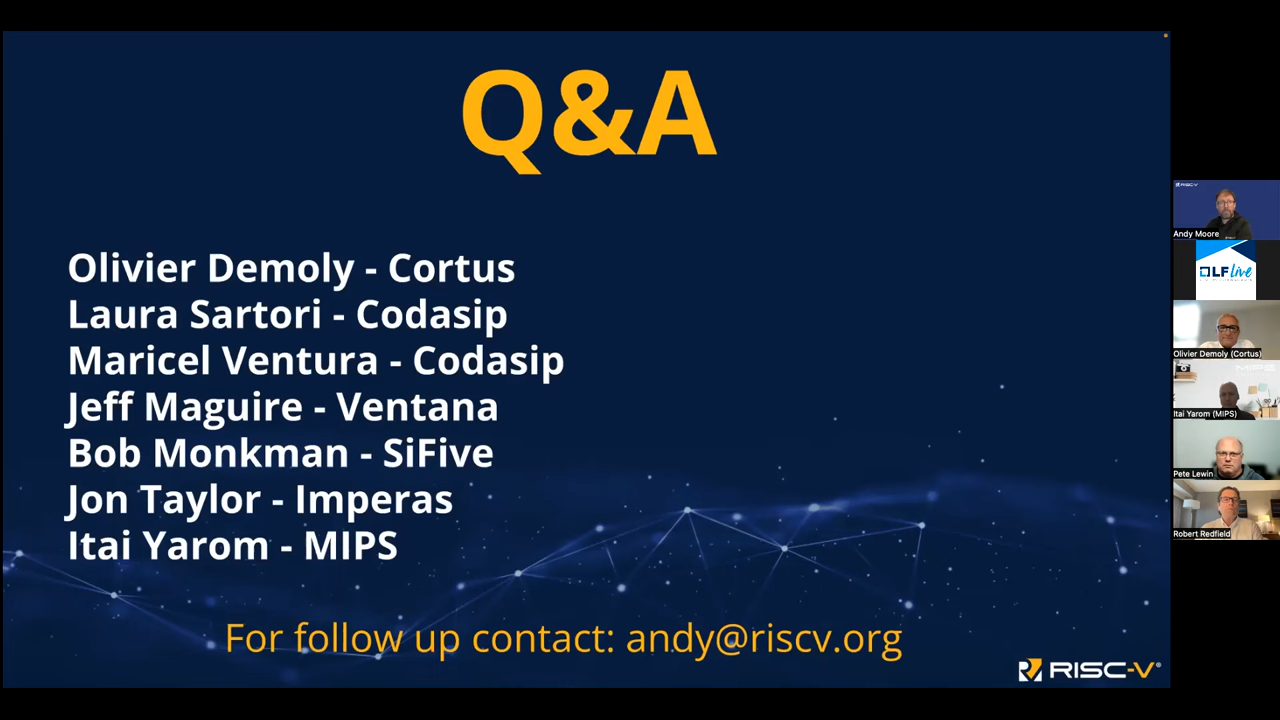 Q&A
Olivier Demoly - Cortus
Laura Sartori - Codasip
Maricel Ventura - Codasip
Jeff Maguire - Ventana
Bob Monkman - SiFive
Jon Taylor - Imperas
Itai Yarom - MIPS
For follow up contact: andy@riscv.org
RISC-V®
RISC-V
Andy Moore
LF Live
Olivier Demoly (Cortus)
MIPS
Itai Yarom (MIPS)
Pete Lewin
Robert Redfield